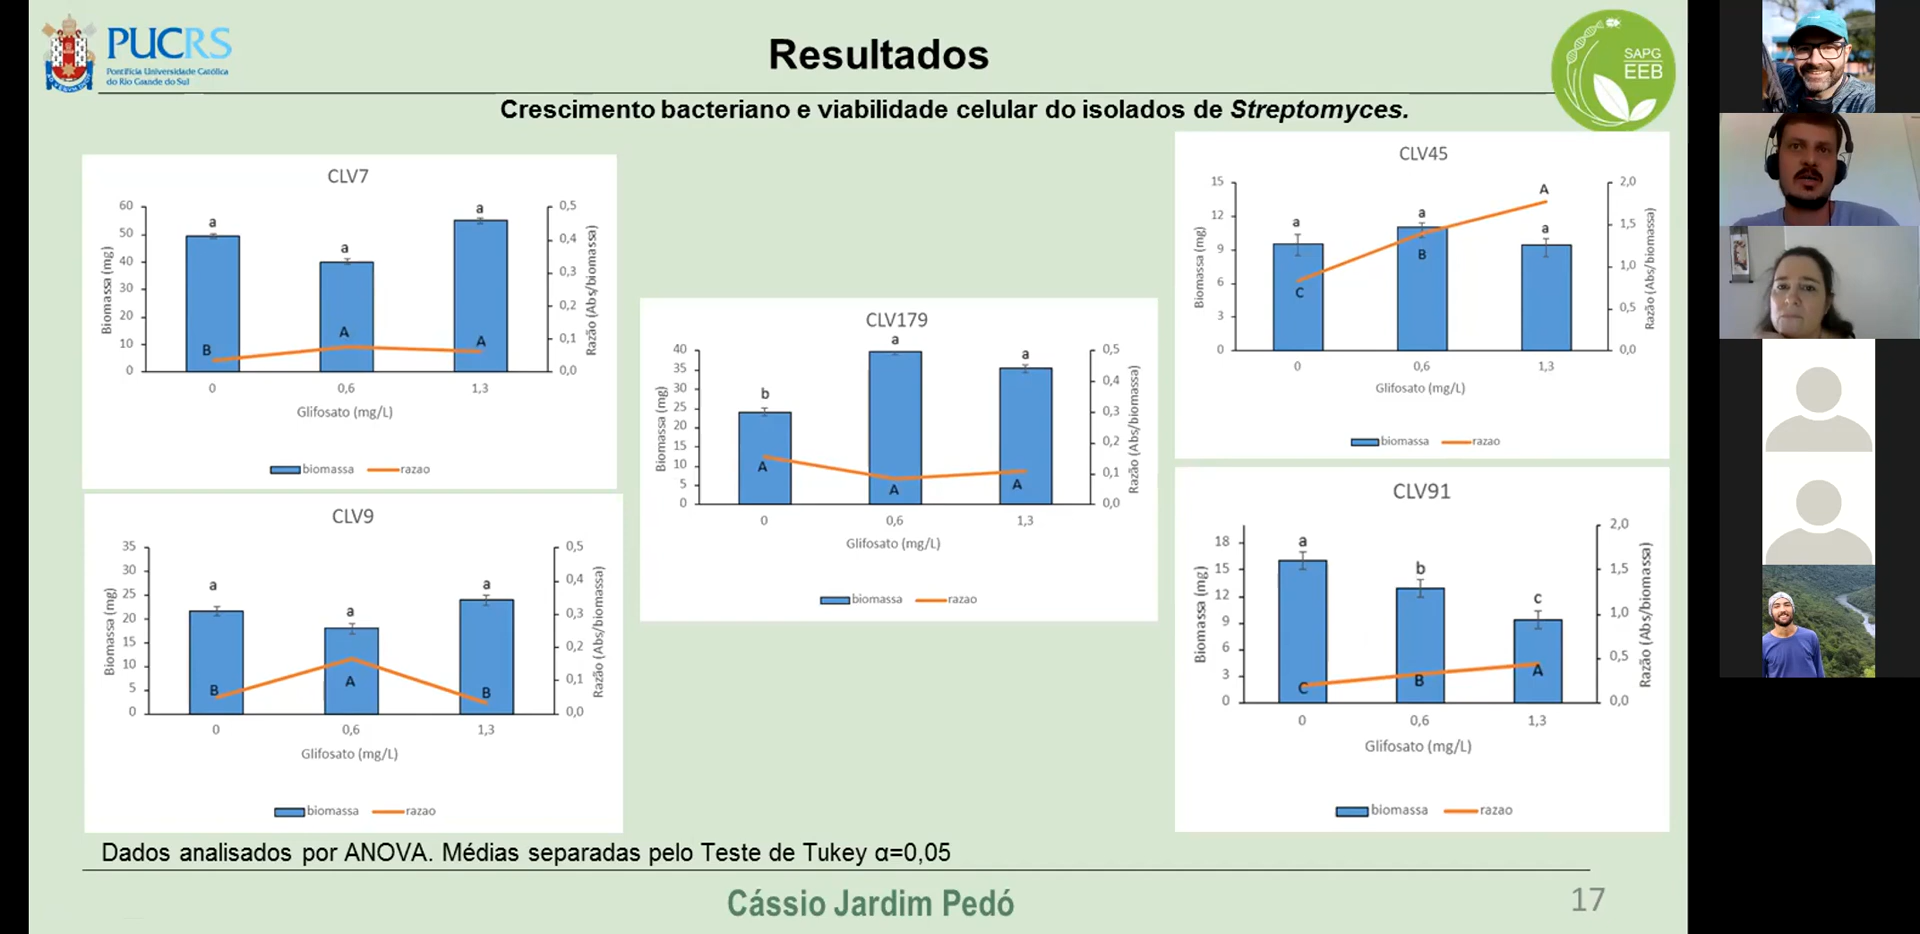 PUCRS
Pontifícia Universidade Católica
do Rio Grande do Sul
Resultados
SAPG
EEB
Crescimento bacteriano e viabilidade celular do isolados de Streptomyces.
CLV7
60
50
40
30
20
10
0
0,5
0,4
0,3
0,2
0,1
0,0
Biomassa (mg)
Razão (Abs/biomassa)
a
a
a
B
A
A
0
0,6
1,3
Glifosato (mg/L)
biomassa
razao
CLV9
35
30
25
20
15
10
5
0
0,5
0,4
0,3
0,2
0,1
0,0
Biomassa (mg)
Razão (Abs/biomassa)
a
a
a
B
A
B
0
0,6
1,3
Glifosato (mg/L)
biomassa
razao
CLV179
40
35
30
25
20
15
10
5
0
0,5
0,4
0,3
0,2
0,1
0,0
Biomassa (mg)
Razão (Abs/biomassa)
b
a
a
A
A
A
0
0,6
1,3
Glifosato (mg/L)
biomassa
razao
CLV45
15
12
9
6
3
0
2,0
1,5
1,0
0,5
0,0
Biomassa (mg)
Razão (Abs/biomassa)
a
a
a
C
B
A
0
0,6
1,3
Glifosato (mg/L)
biomassa
razao
CLV91
18
15
12
9
6
3
0
2,0
1,5
1,0
0,5
0,0
Biomassa (mg)
Razão (Abs/biomassa)
a
b
c
C
B
A
0
0,6
1,3
Glifosato (mg/L)
biomassa
razao
Dados analisados por ANOVA. Médias separadas pelo Teste de Tukey α=0,05
Cássio Jardim Pedó
17